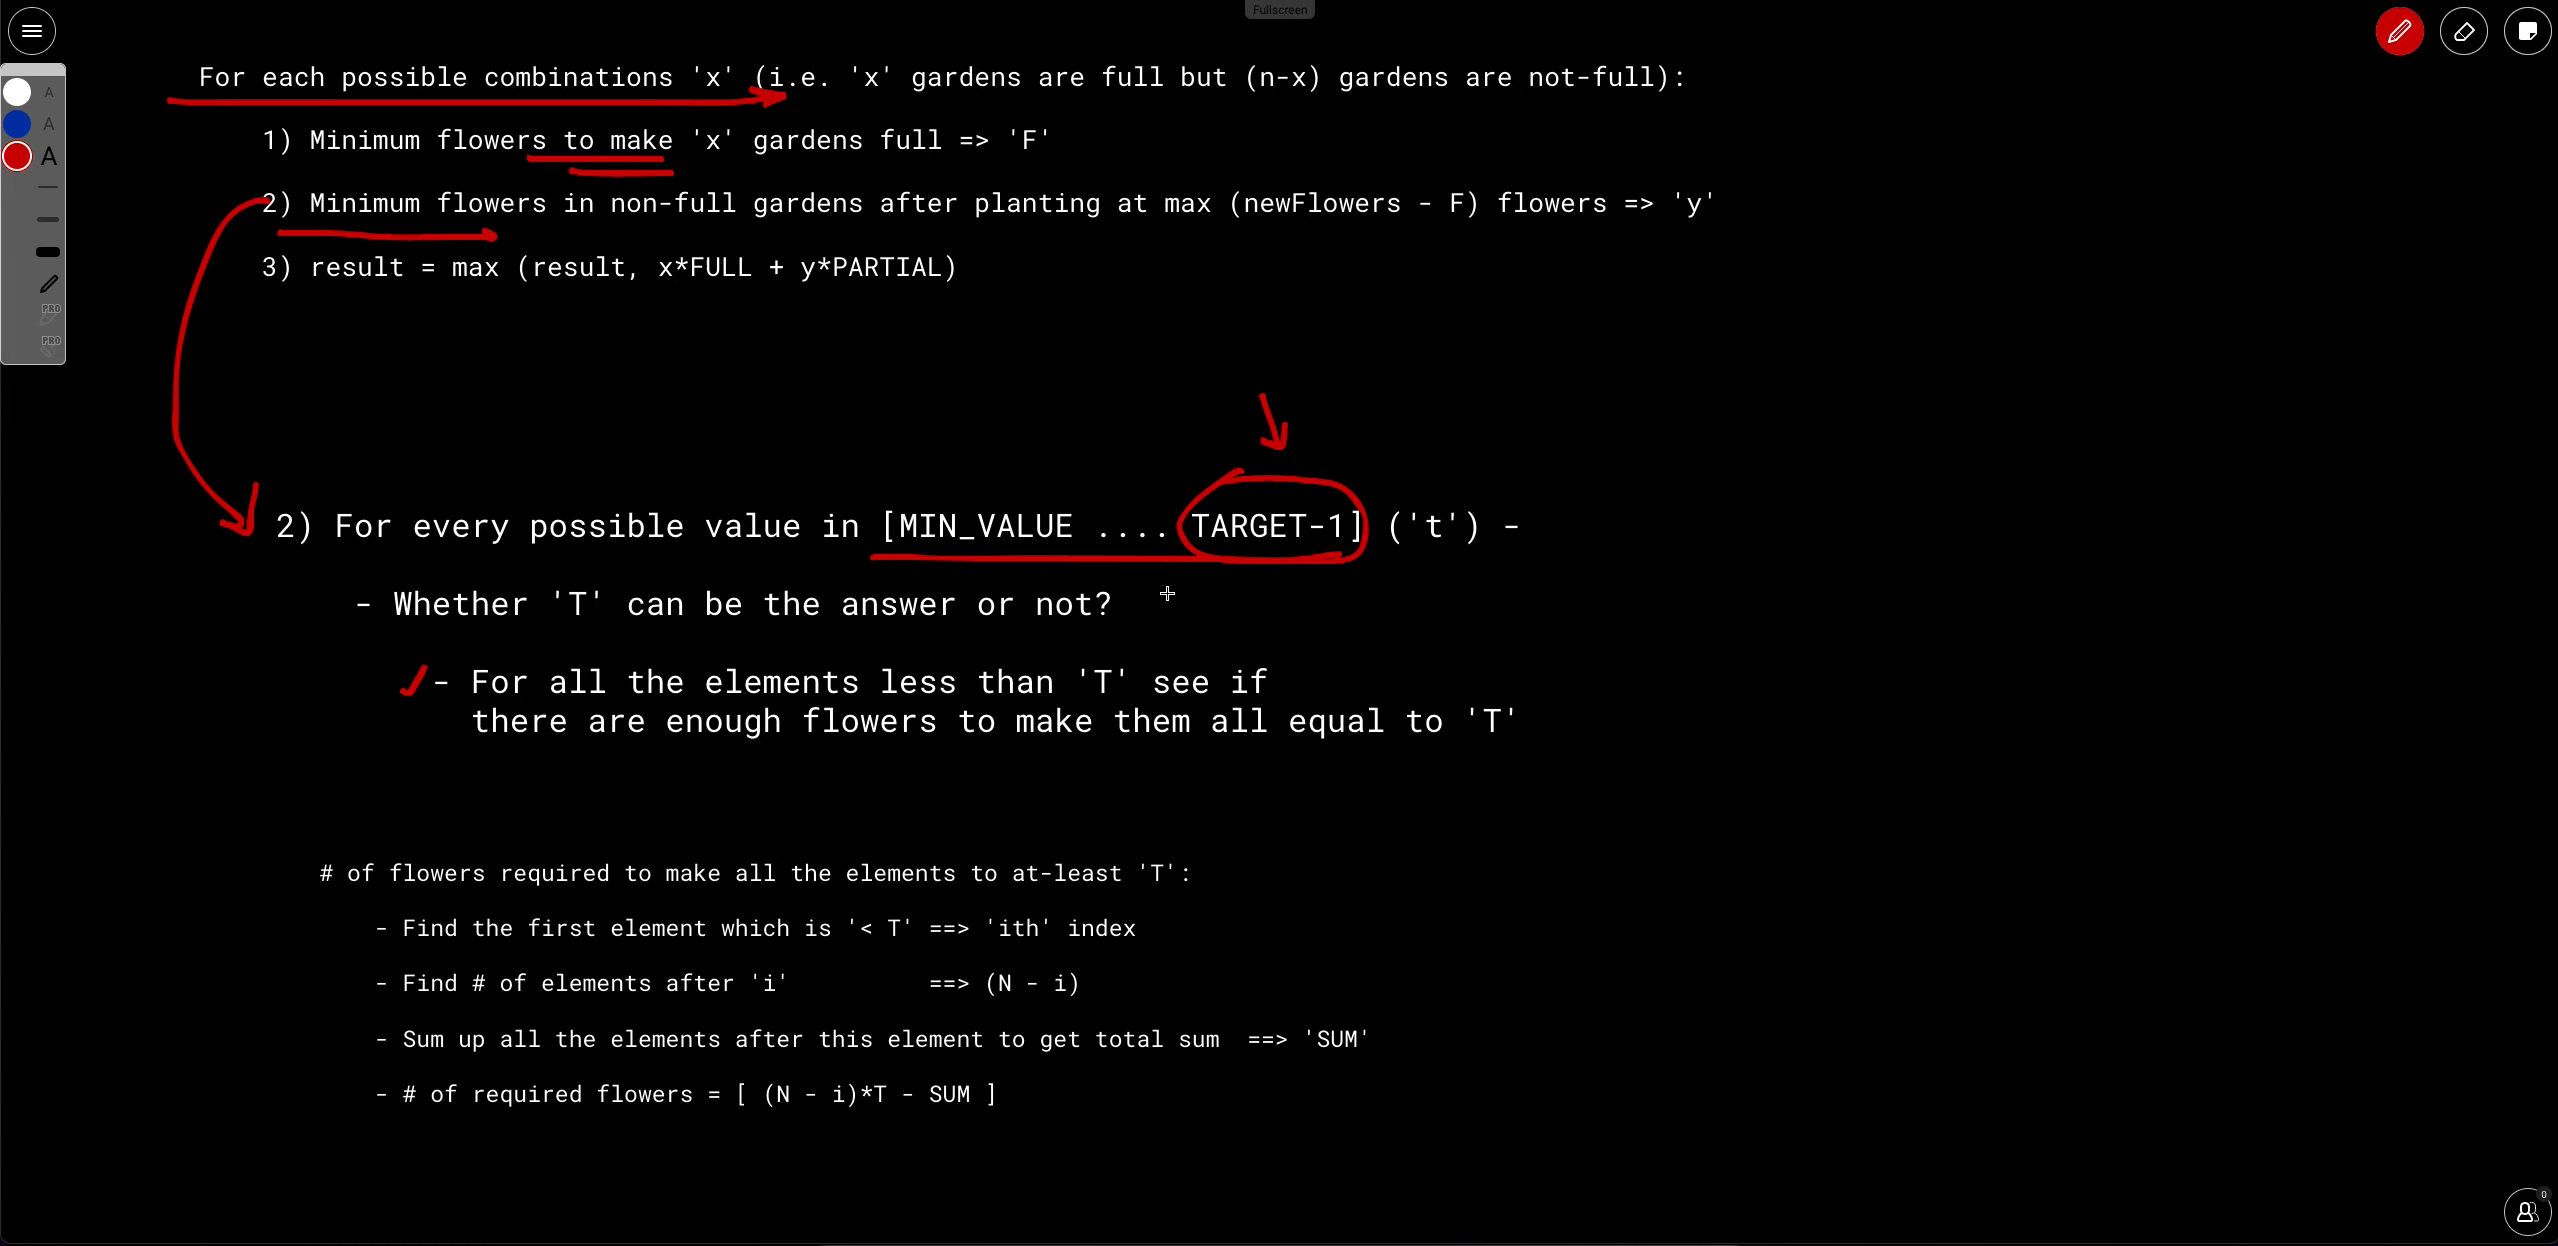 Fullscreen
For each possible combinations 'x' (i.e. 'x' gardens are full but (n-x) gardens are not-full):
1) Minimum flowers to make 'x' gardens full => 'F'
2) Minimum flowers in non-full gardens after planting at max (newFlowers - F) flowers => 'y'
3) result = max (result, x*FULL + y*PARTIAL)
A
A
A
PRO
PRO
2) For every possible value in [MIN_VALUE .... TARGET-1] ('t') -
- Whether 'T' can be the answer or not?
- For all the elements less than 'T' see if
there are enough flowers to make them all equal to 'T'
# of flowers required to make all the elements to at-least 'T':
- Find the first element which is '< T' ==> 'ith' index
- Find # of elements after 'i' ==> (N - i)
- Sum up all the elements after this element to get total sum ==> 'SUM'
- # of required flowers = [ (N - i)*T - SUM ]
0